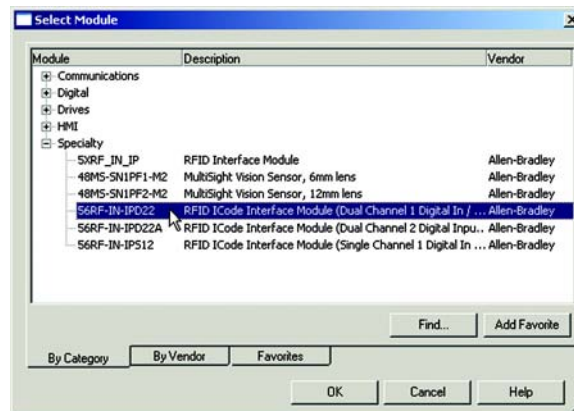 Select Module
Module Description Vendor
Communications
Digital
Drives
HMI
Specialty
5XRF_IN_IP RFID Interface Module Allen-Bradley
48MS-SN1PF1-M2 MultiSight Vision Sensor, 6mm lens Allen-Bradley
48MS-SN1PF2-M2 MultiSight Vision Sensor, 12mm lens Allen-Bradley
56RF-IN-IPD22 RFID ICode Interface Module (Dual Channel 1 Digital In / ... Allen-Bradley
56RF-IN-IPD22A RFID ICode Interface Module (Dual Channel 2 Digital Inpu... Allen-Bradley
56RF-IN-IPS12 RFID ICode Interface Module (Single Channel 1 Digital In ... Allen-Bradley
Find... Add Favorite
By Category By Vendor Favorites
OK Cancel Help